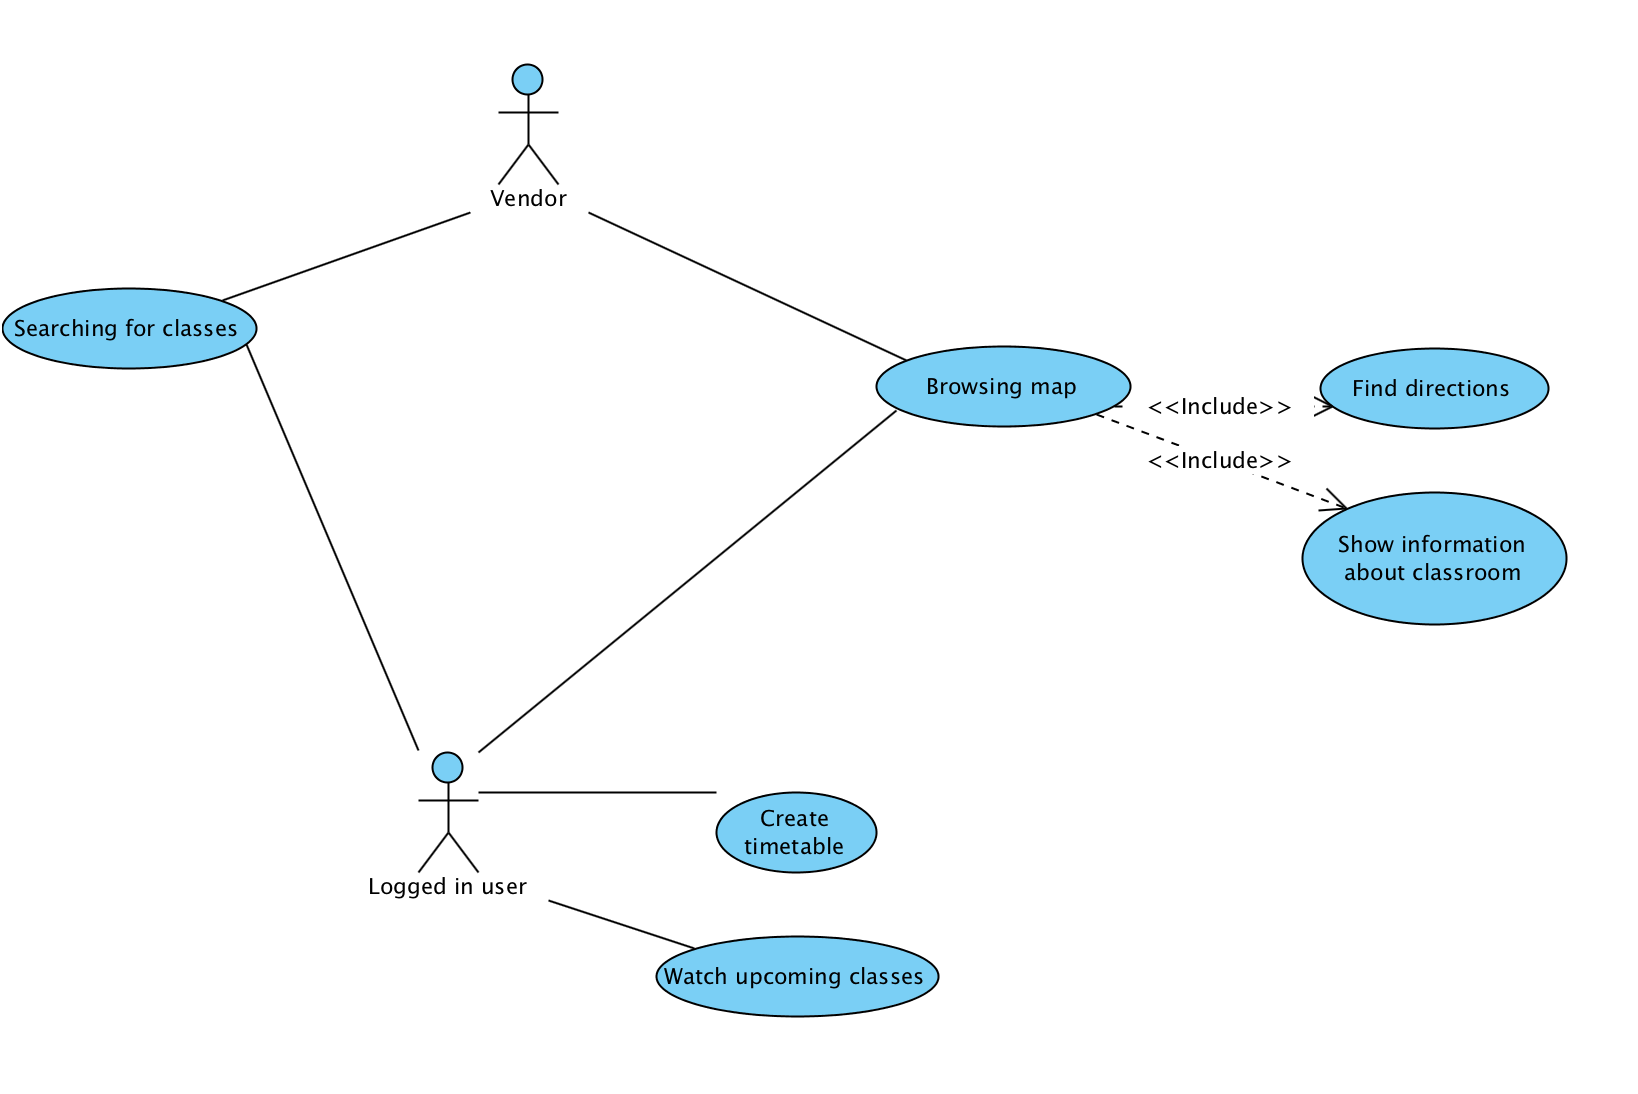 Vendor
Searching for classes
Browsing map
<<Include>>
Find directions
<<Include>>
Show information
about classroom
Create
timetable
Logged in user
Watch upcoming classes